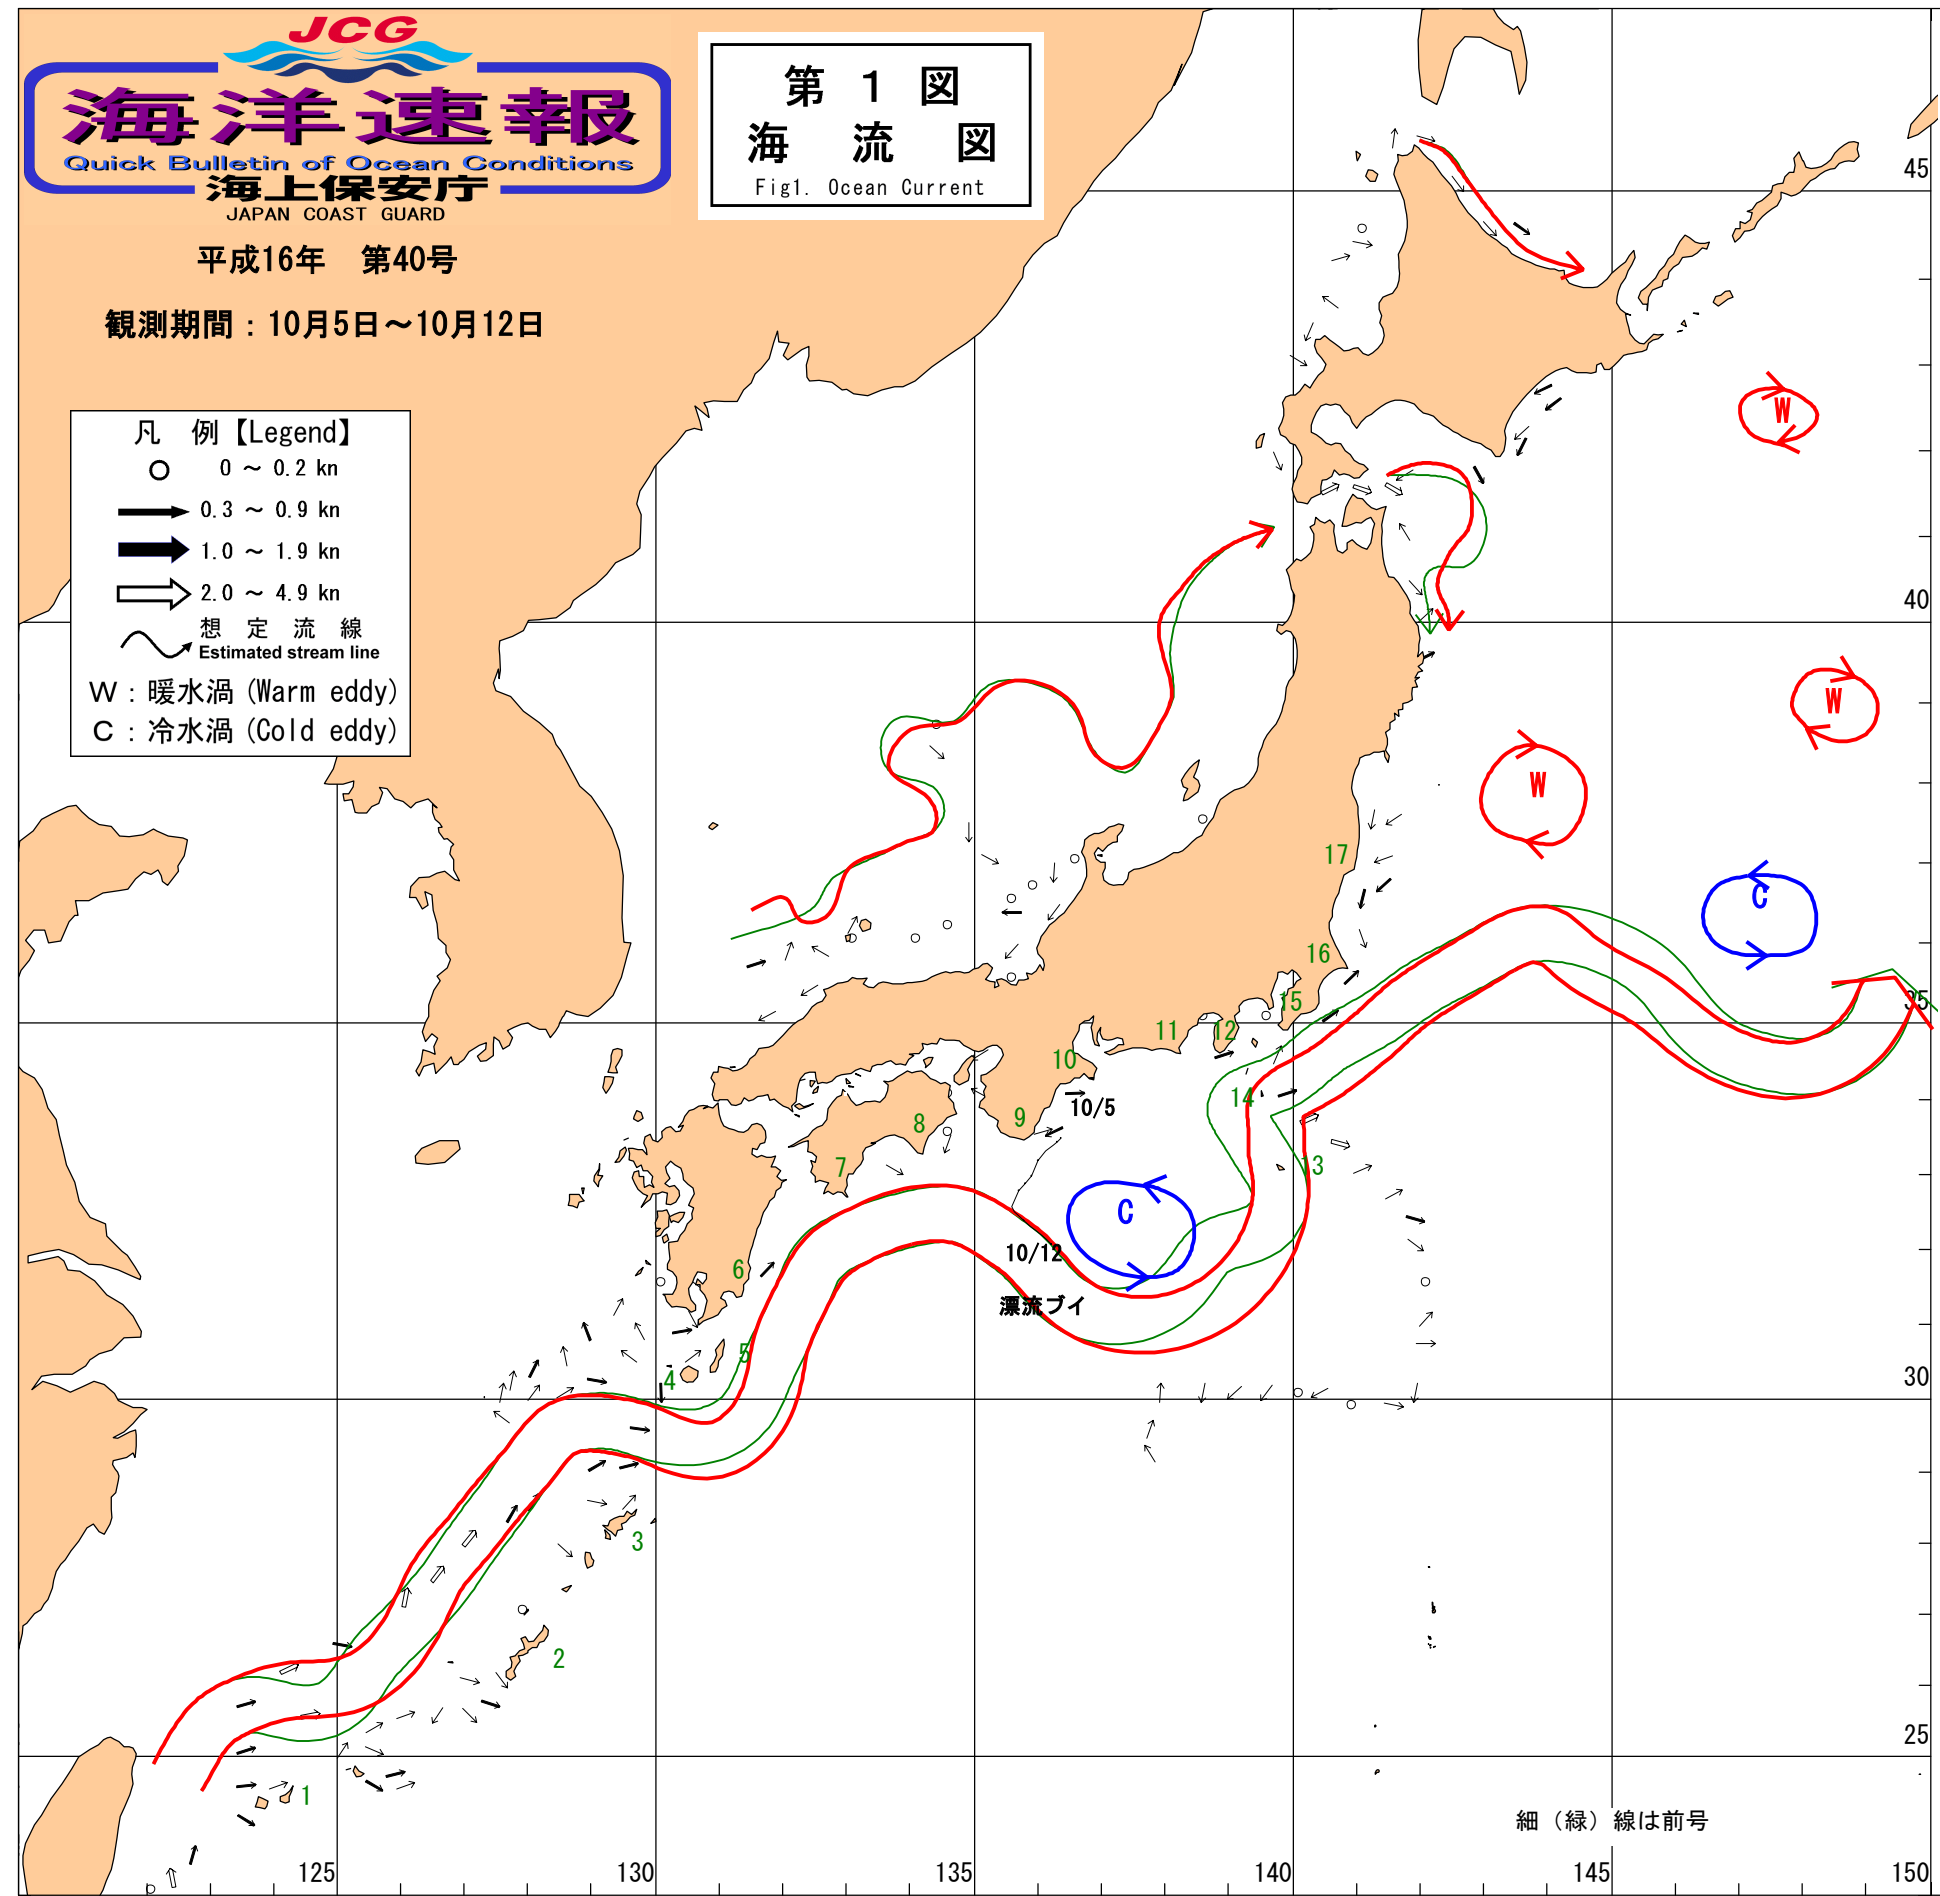 JCG
海洋速報
Quick Bulletin of Ocean Conditions
海上保安庁
JAPAN COAST GUARD
平成16年 第40号
観測期間：10月5日～10月12日
第 1 図
海 流 図
Fig1. Ocean Current
凡 例【Legend】
0 ～ 0.2 kn
0.3 ～ 0.9 kn
1.0 ～ 1.9 kn
2.0 ～ 4.9 kn
想 定 流 線
Estimated stream line
W：暖水渦(Warm eddy)
C：冷水渦(Cold eddy)
45
W
40
W
W
17
C
16
35
15
12
11
10
14
10/5
9
8
7
13
C
10/12
6
漂流ブイ
5
4
30
3
2
25
1
細（緑）線は前号
125
130
135
140
145
150